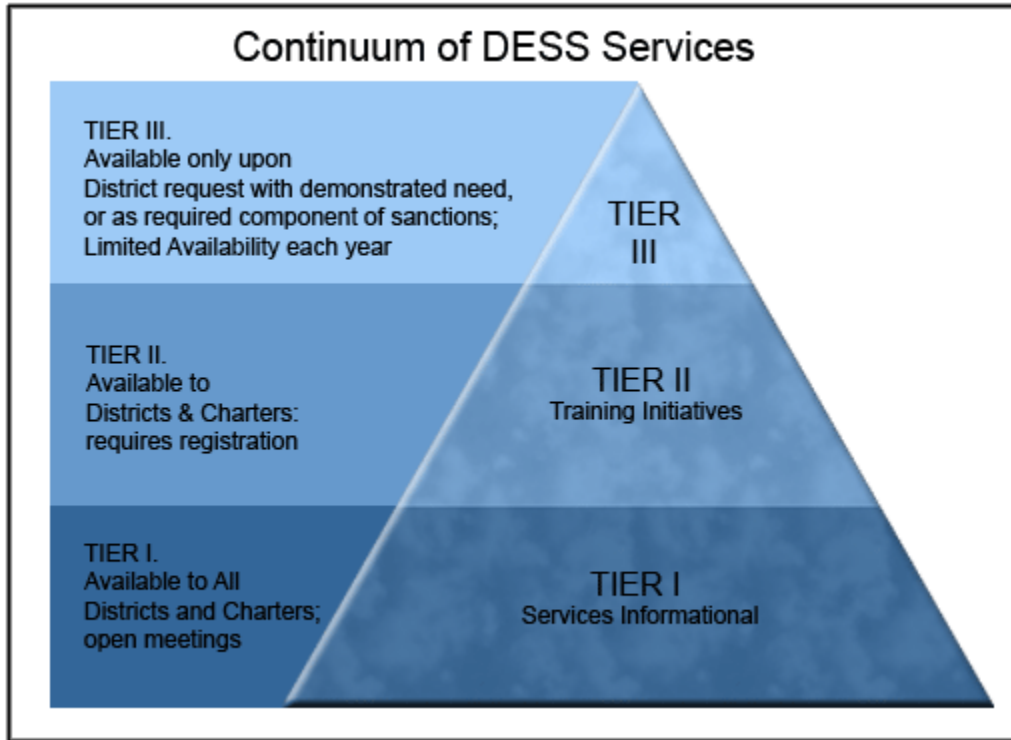 Continuum of DESS Services
TIER III.
Available only upon
District request with demonstrated need,
or as required component of sanctions;
Limited Availability each year
TIER
III
TIER II.
Available to
Districts & Charters:
requires registration
TIER II
Training Initiatives
TIER I.
Available to All
Districts and Charters;
open meetings
TIER I
Services Informational